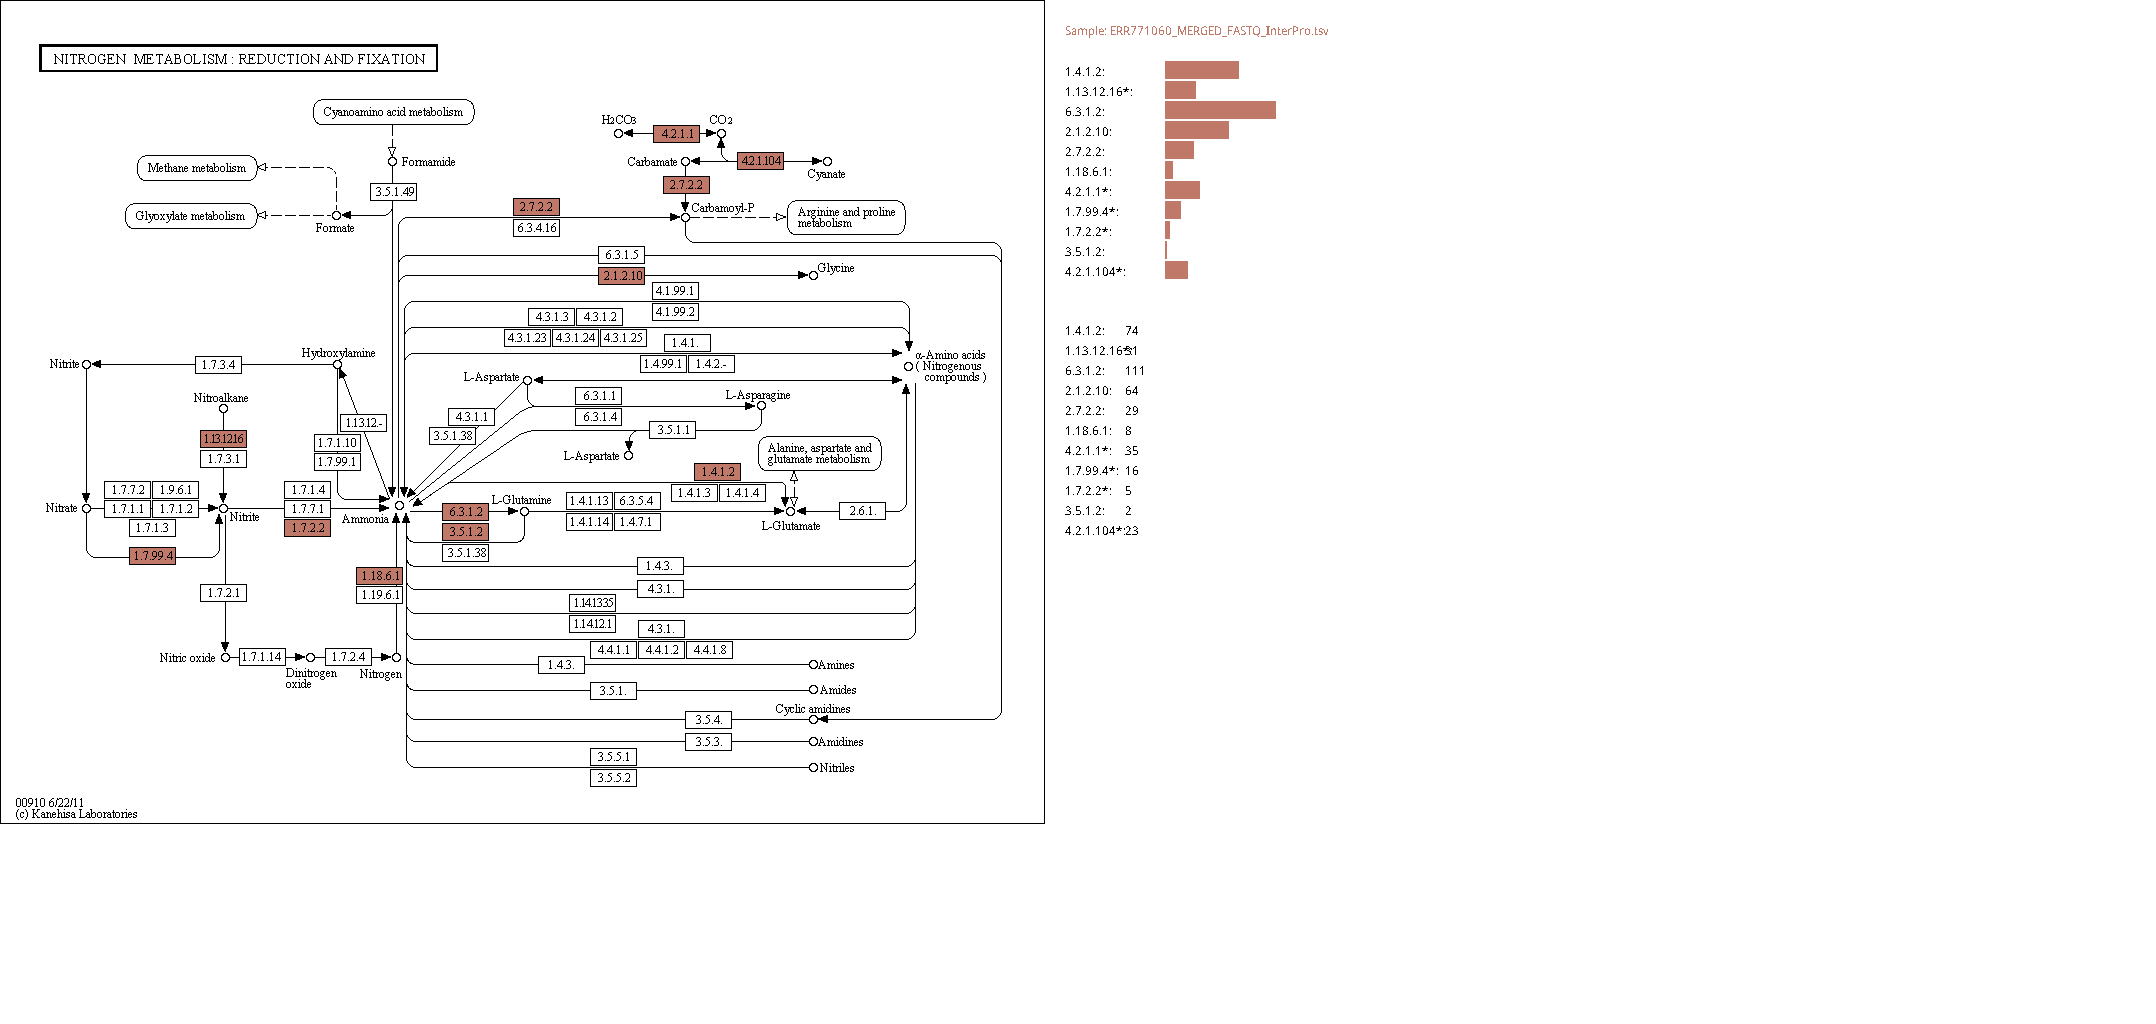 NITROGEN METABOLISM : REDUCTION AND FIXATION
Cyanoamino acid metabolism
H2CO3
4.2.1.1
CO2
Methane metabolism
Formamide
Carbamate
4.2.1.104
Cyanate
3.5.1.49
2.7.2.2
Glyoxylate metabolism
Formate
2.7.2.2
6.3.4.16
Carbamoyl-P
Arginine and proline
metabolism
6.3.1.5
2.1.2.10
Glycine
4.1.99.1
4.1.99.2
4.3.1.3 4.3.1.2
4.3.1.23 4.3.1.24 4.3.1.25
1.4.1.
1.4.99.1 1.4.2.-
α-Amino acids
( Nitrogenous
compounds )
Nitrite
1.7.3.4
Hydroxylamine
L-Aspartate
Nitroalkane
6.3.1.1
6.3.1.4
L-Asparagine
1.13.12.-
4.3.1.1
3.5.1.38
3.5.1.1
L-Aspartate
1.13.12.16
1.7.3.1
1.7.1.10
1.7.99.1
Alanine, aspartate and
glutamate metabolism
1.4.1.2
1.4.1.3 1.4.1.4
1.7.7.2 1.9.6.1
1.7.1.1 1.7.1.2
1.7.1.3
Nitrate
Nitrite
1.7.1.4
1.7.7.1
1.7.2.2
Ammonia
6.3.1.2
3.5.1.2
3.5.1.38
L-Glutamine
1.4.1.13 6.3.5.4
1.4.1.14 1.4.7.1
L-Glutamate
2.6.1.
1.7.99.4
1.18.6.1
1.19.6.1
1.7.2.1
1.4.3.
4.3.1.
1.14.13.35
1.14.12.1
4.3.1.
4.4.1.1 4.4.1.2 4.4.1.8
Nitric oxide
1.7.1.14
Dinitrogen
oxide
1.7.2.4
Nitrogen
1.4.3.
Amines
3.5.1.
Amides
Cyclic amidines
3.5.4.
3.5.3.
Amidines
3.5.5.1
3.5.5.2
Nitriles
00910 6/22/11
(c) Kanehisa Laboratories
Sample: ERR771060_MERGED_FASTQ_InterPro.tsv
1.4.1.2:
1.13.12.16*:
6.3.1.2:
2.1.2.10:
2.7.2.2:
1.18.6.1:
4.2.1.1*:
1.7.99.4*:
1.7.2.2*:
3.5.1.2:
4.2.1.104*:
1.4.1.2: 74
1.13.12.16*: 31
6.3.1.2: 111
2.1.2.10: 64
2.7.2.2: 29
1.18.6.1: 8
4.2.1.1*: 35
1.7.99.4*: 16
1.7.2.2*: 5
3.5.1.2: 2
4.2.1.104*: 23